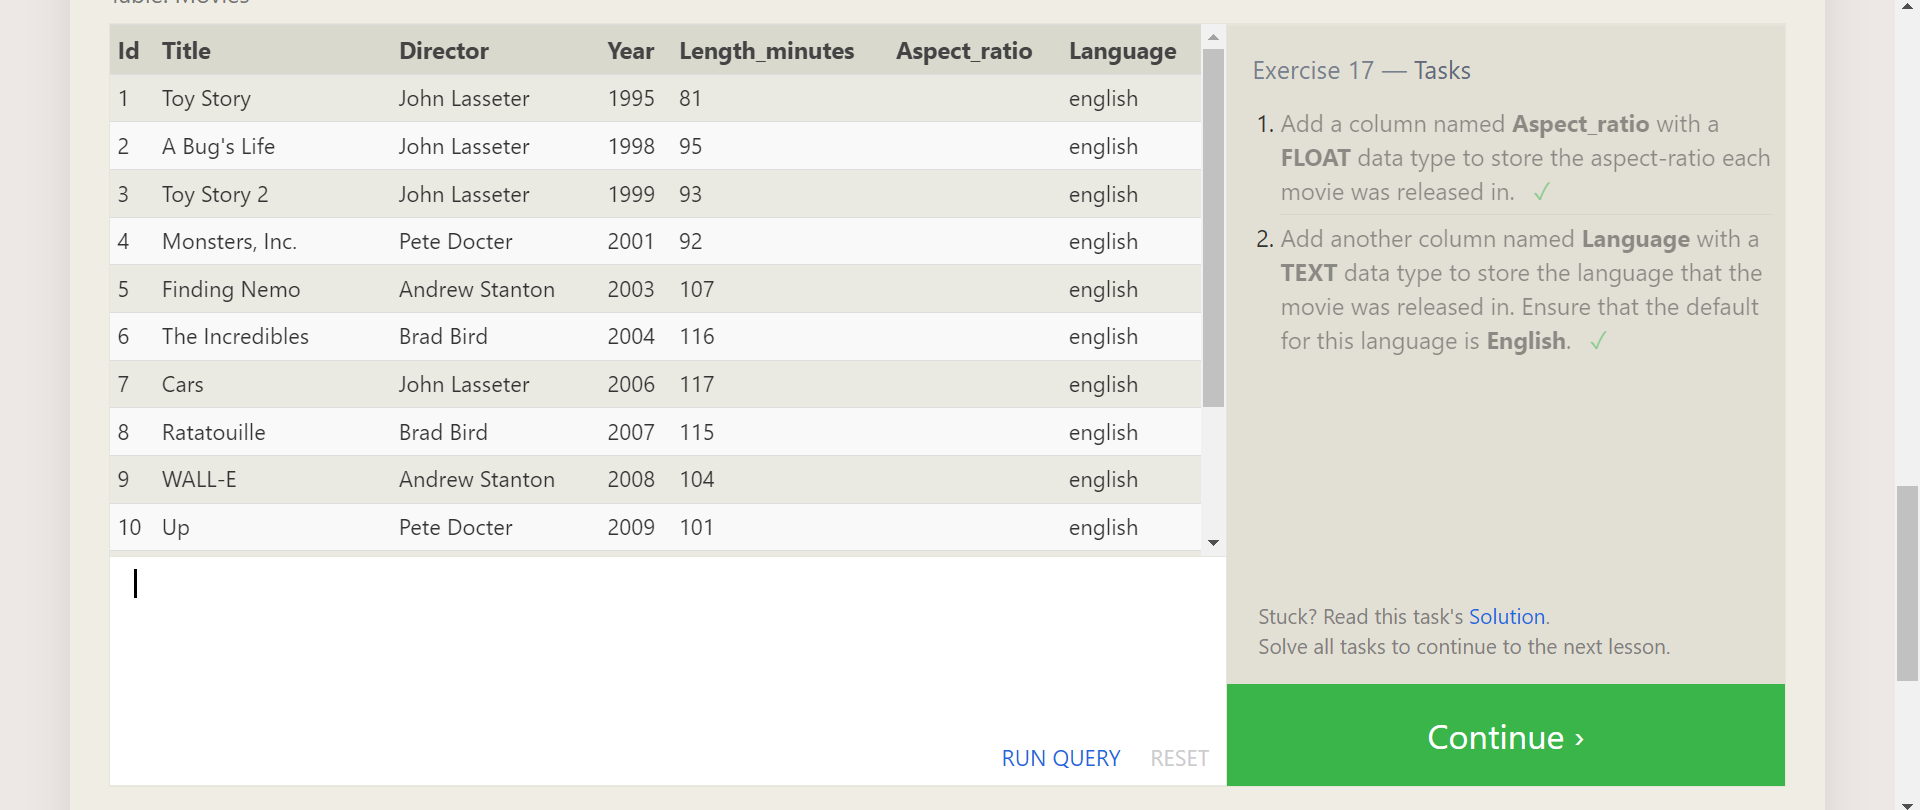 Table: Movies
Id Title Director Year Length_minutes Aspect_ratio Language
1 Toy Story John Lasseter 1995 81 english
2 A Bug's Life John Lasseter 1998 95 english
3 Toy Story 2 John Lasseter 1999 93 english
4 Monsters, Inc. Pete Docter 2001 92 english
5 Finding Nemo Andrew Stanton 2003 107 english
6 The Incredibles Brad Bird 2004 116 english
7 Cars John Lasseter 2006 117 english
8 Ratatouille Brad Bird 2007 115 english
9 WALL-E Andrew Stanton 2008 104 english
10 Up Pete Docter 2009 101 english
RUN QUERY RESET
Exercise 17 — Tasks
1. Add a column named Aspect_ratio with a
FLOAT data type to store the aspect-ratio each
movie was released in. ✓
2. Add another column named Language with a
TEXT data type to store the language that the
movie was released in. Ensure that the default
for this language is English. ✓
Stuck? Read this task's Solution.
Solve all tasks to continue to the next lesson.
Continue ›